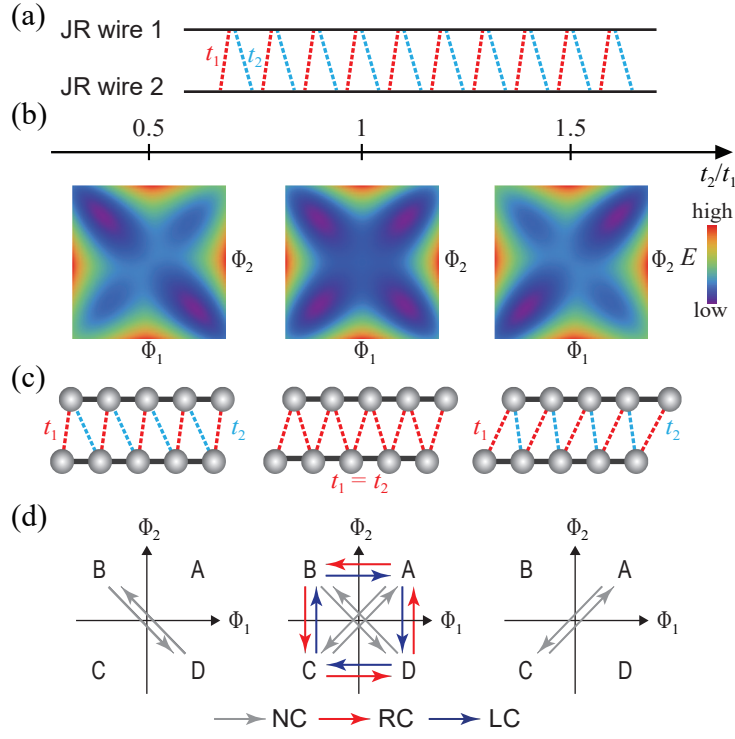 (a)
JR wire 1
t₁ t₂
JR wire 2
(b)
0.5 1 1.5
t₂/t₁
high
Φ₂ Φ₂ Φ₂ E
low
Φ₁ Φ₁ Φ₁
(c)
t₁ t₂ t₁ t₂
t₁ = t₂
(d)
Φ₂ Φ₂ Φ₂
B A B A B A
Φ₁ Φ₁ Φ₁
C D C D C D
NC RC LC